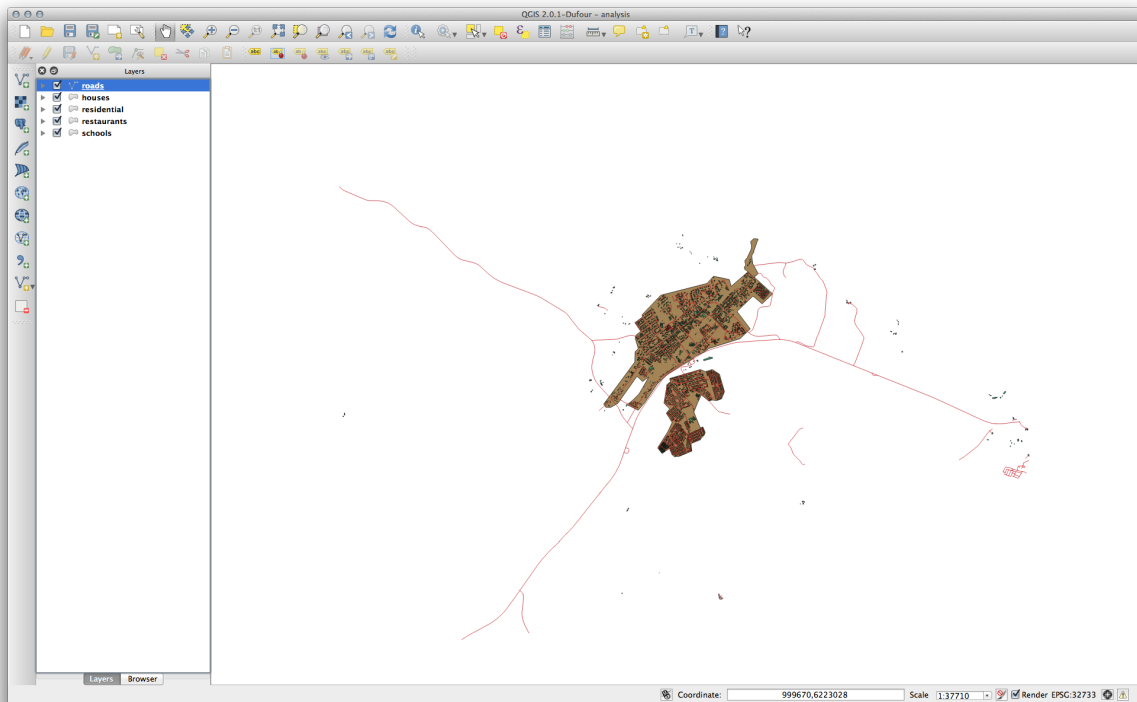 QGIS 2.0.1-Dufour - analysis
Layers
roads
houses
residential
restaurants
schools
Layers Browser
Coordinate: 999670,6223028 Scale 1:37710 Render EPSG:32733